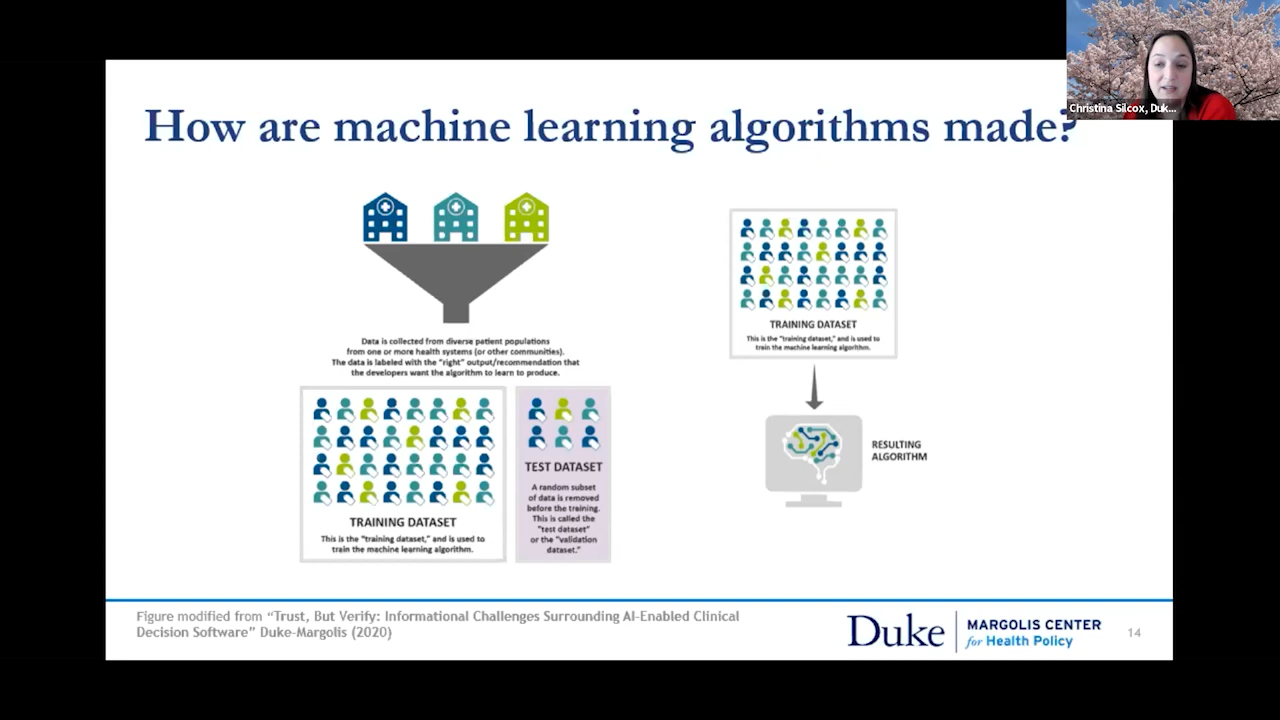 How are machine learning algorithms made?
Christina Silcox, Duk...
Data is collected from diverse patient populations
from one or more health systems (or other communities).
The data is labeled with the "right" output/recommendation that
the developers want the algorithm to learn to produce.
TRAINING DATASET
This is the "training dataset," and is used to
train the machine learning algorithm.
TEST DATASET
A random subset
of data is removed
before the training.
This is called the
"test dataset"
or the "validation
dataset."
TRAINING DATASET
This is the "training dataset," and is used to
train the machine learning algorithm.
RESULTING
ALGORITHM
Figure modified from "Trust, But Verify: Informational Challenges Surrounding AI-Enabled Clinical
Decision Software" Duke-Margolis (2020)
Duke
MARGOLIS CENTER
for Health Policy
14